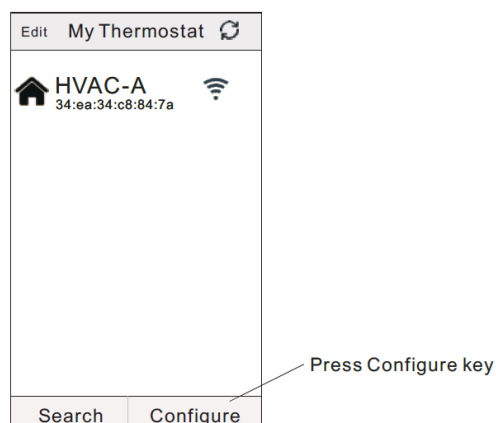 Edit My Thermostat
HVAC-A
34:ea:34:c8:84:7a
Press Configure key
Search Configure